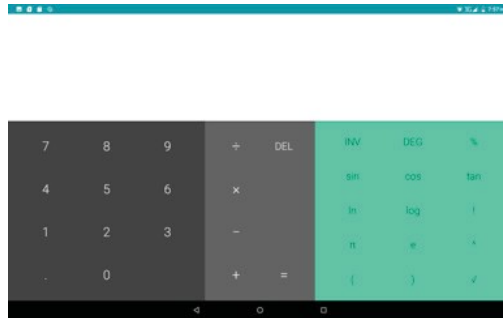 7 8 9 ÷ DEL INV DEG %
4 5 6 × sin cos tan
ln log !
1 2 3 −
π e ^
. 0 + = ( ) √